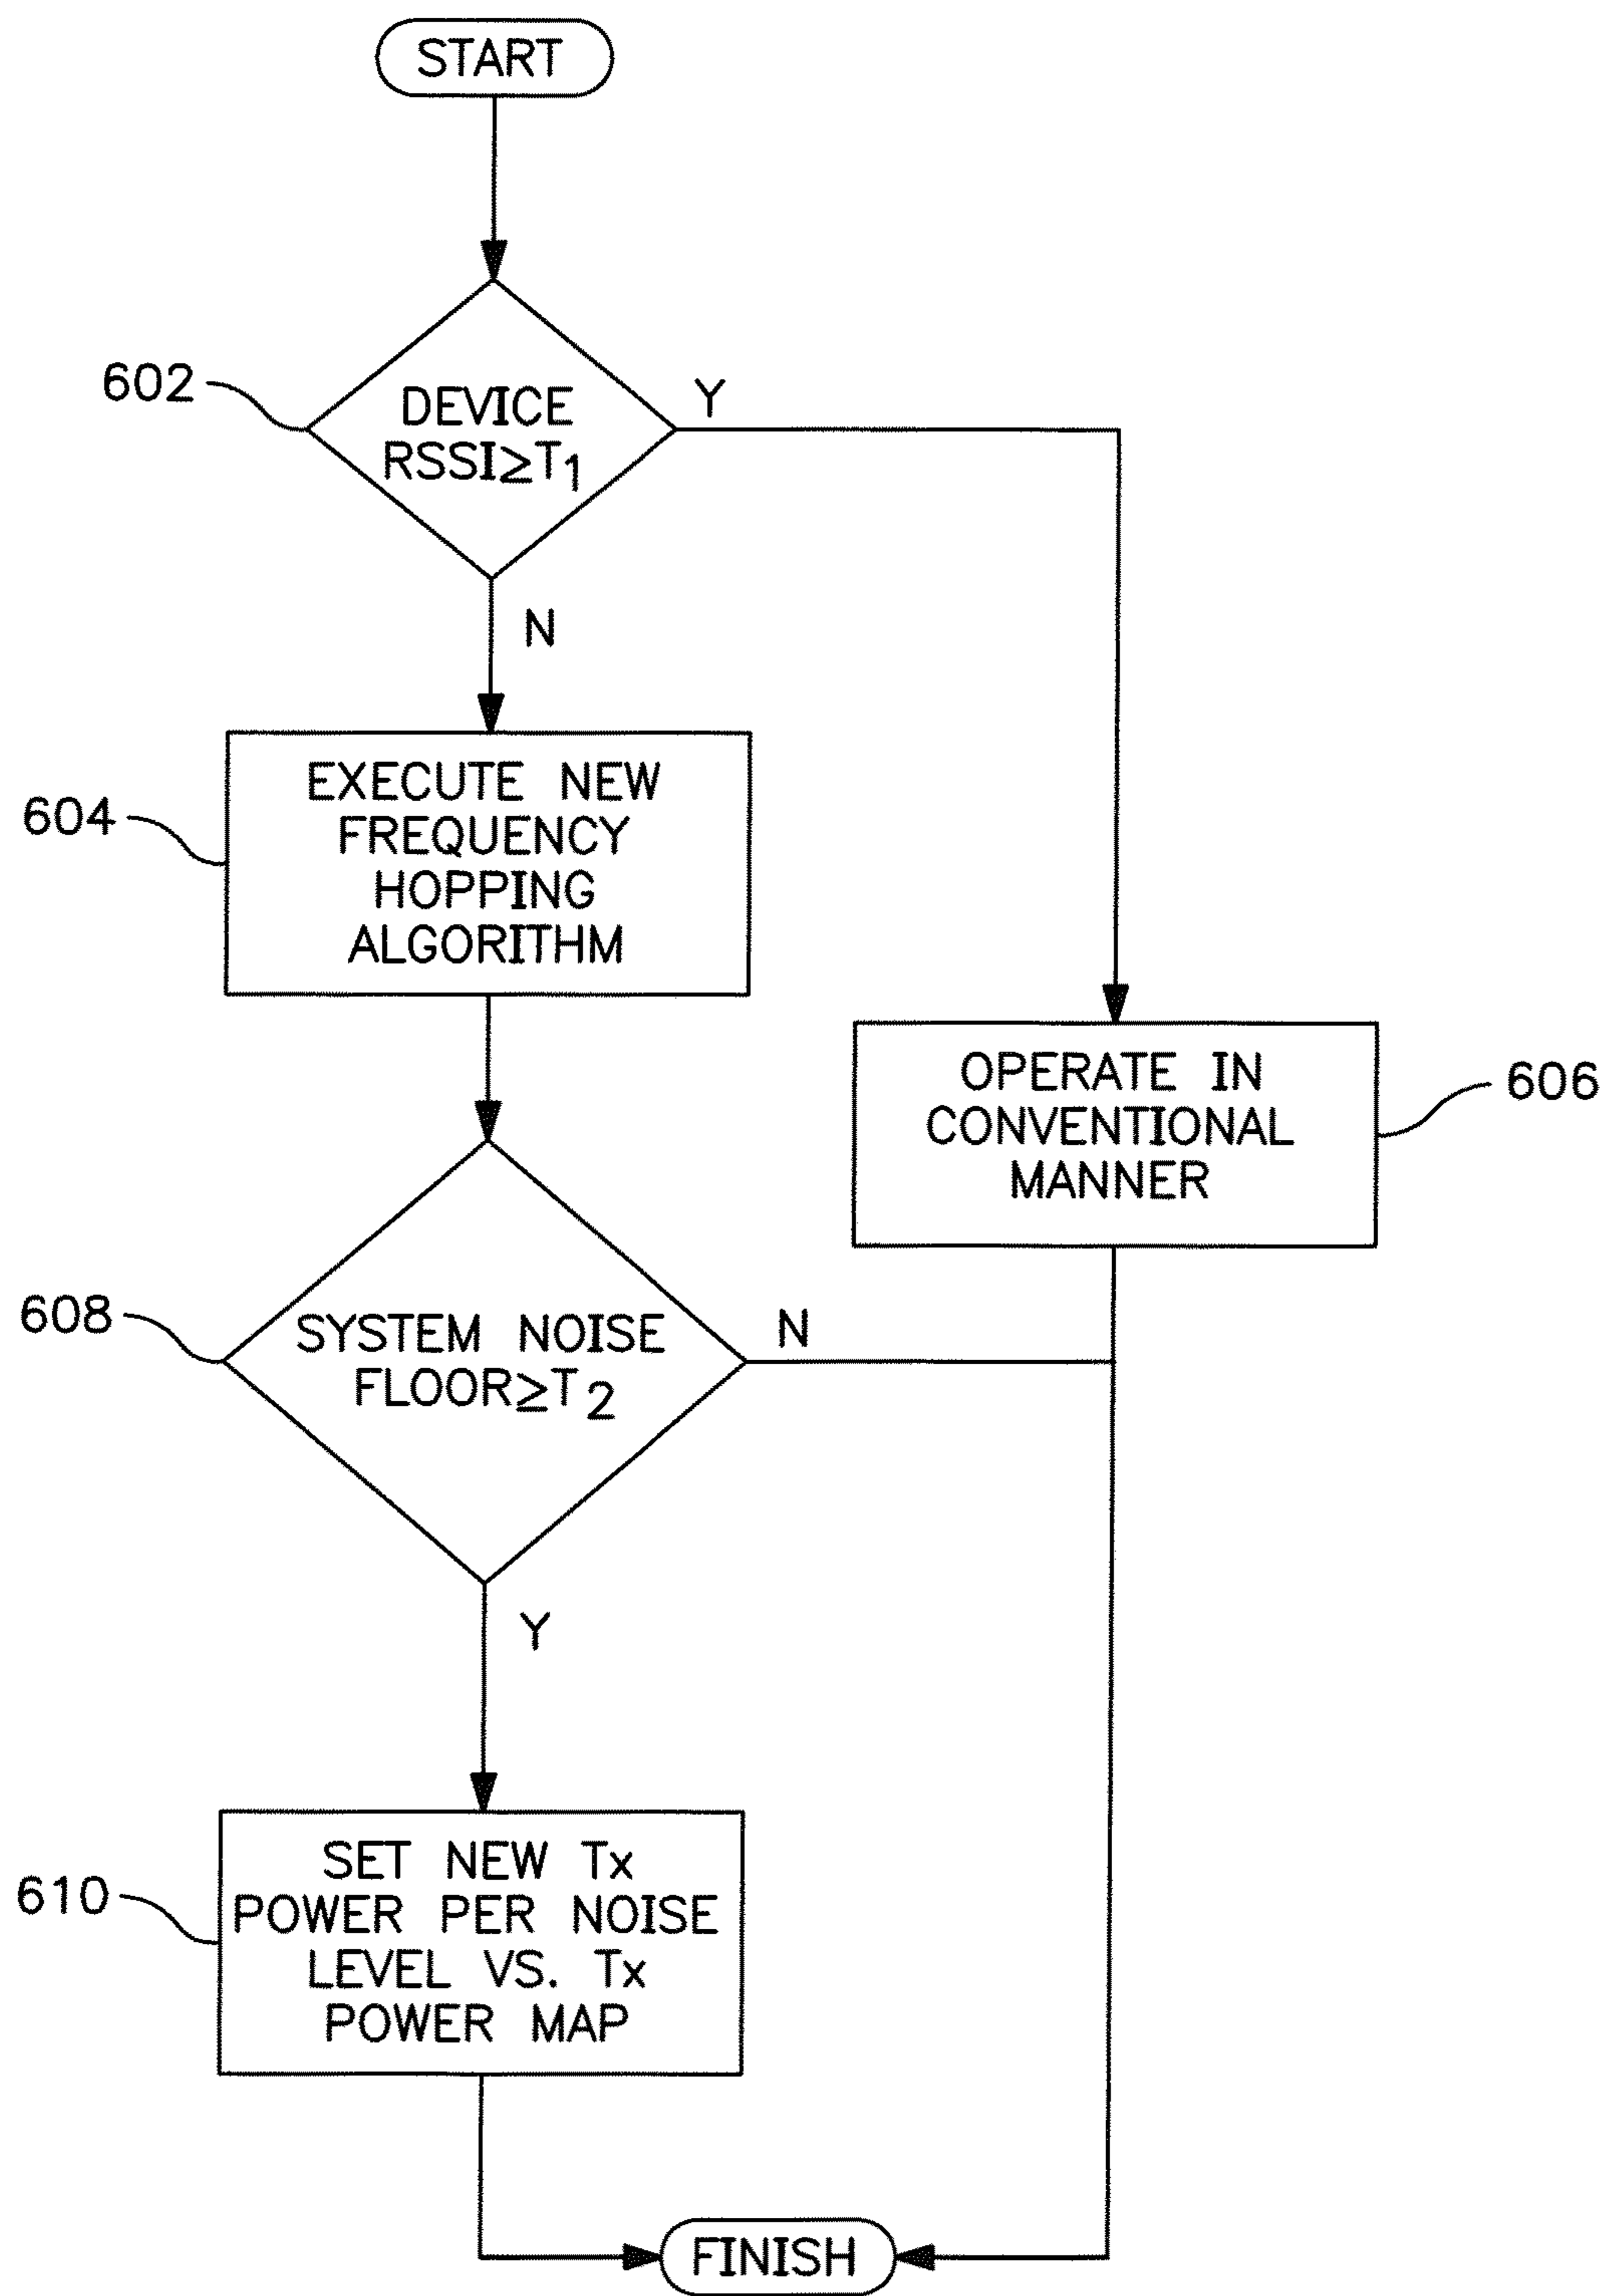 START
602
DEVICE
RSSI≥T1
Y
N
EXECUTE NEW
FREQUENCY
HOPPING
ALGORITHM
604
OPERATE IN
CONVENTIONAL
MANNER
606
608
SYSTEM NOISE
FLOOR≥T2
N
Y
610
SET NEW Tx
POWER PER NOISE
LEVEL VS. Tx
POWER MAP
FINISH